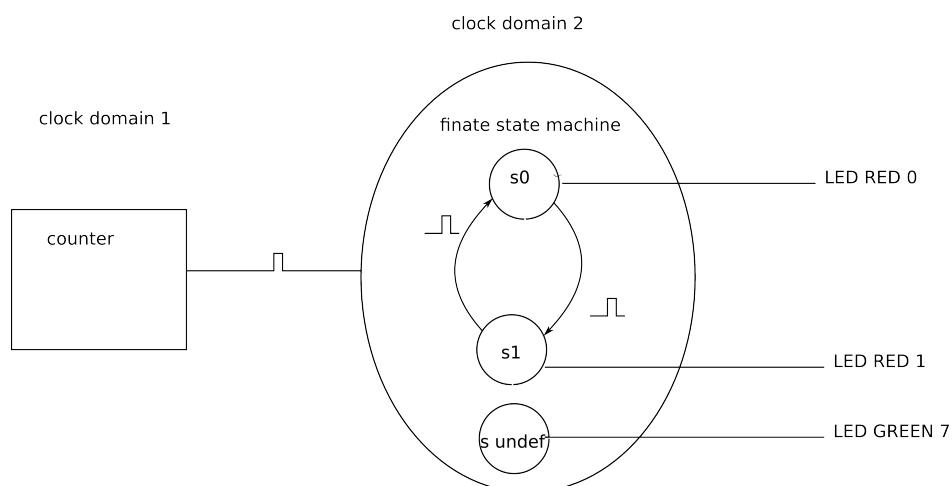 clock domain 2
clock domain 1
finate state machine
s0
LED RED 0
counter
s1
LED RED 1
s undef
LED GREEN 7